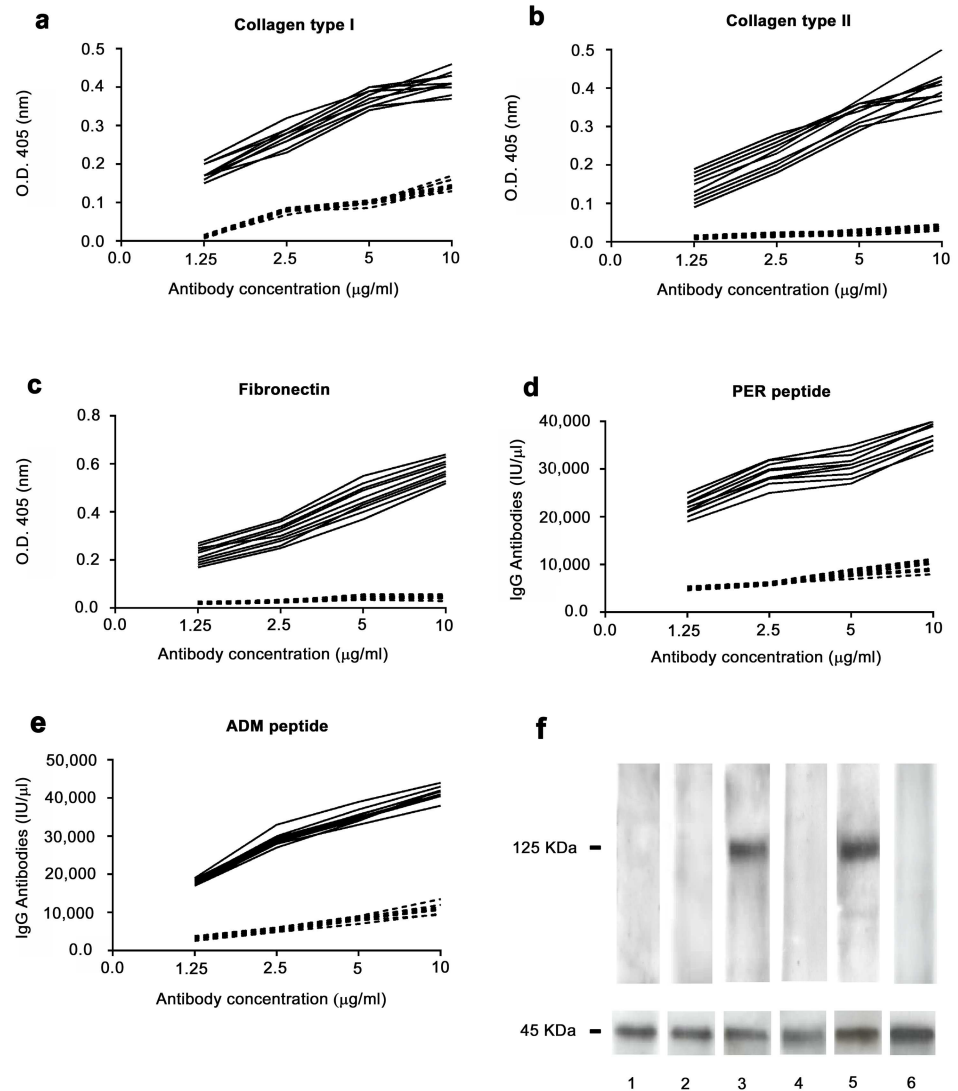 a
Collagen type I
O.D. 405 (nm)
0.5
0.4
0.3
0.2
0.1
0.0
0.0 1.25 2.5 5 10
Antibody concentration (µg/ml)
b
Collagen type II
O.D. 405 (nm)
0.5
0.4
0.3
0.2
0.1
0.0
0.0 1.25 2.5 5 10
Antibody concentration (µg/ml)
c
Fibronectin
O.D. 405 (nm)
0.8
0.6
0.4
0.2
0.0
0.0 1.25 2.5 5 10
Antibody concentration (µg/ml)
d
PER peptide
IgG Antibodies (IU/µl)
40,000
30,000
20,000
10,000
0.0
0.0 1.25 2.5 5 10
Antibody concentration (µg/ml)
e
ADM peptide
IgG Antibodies (IU/µl)
50,000
40,000
30,000
20,000
10,000
0.0
0.0 1.25 2.5 5 10
Antibody concentration (µg/ml)
f
125 KDa
45 KDa
1 2 3 4 5 6